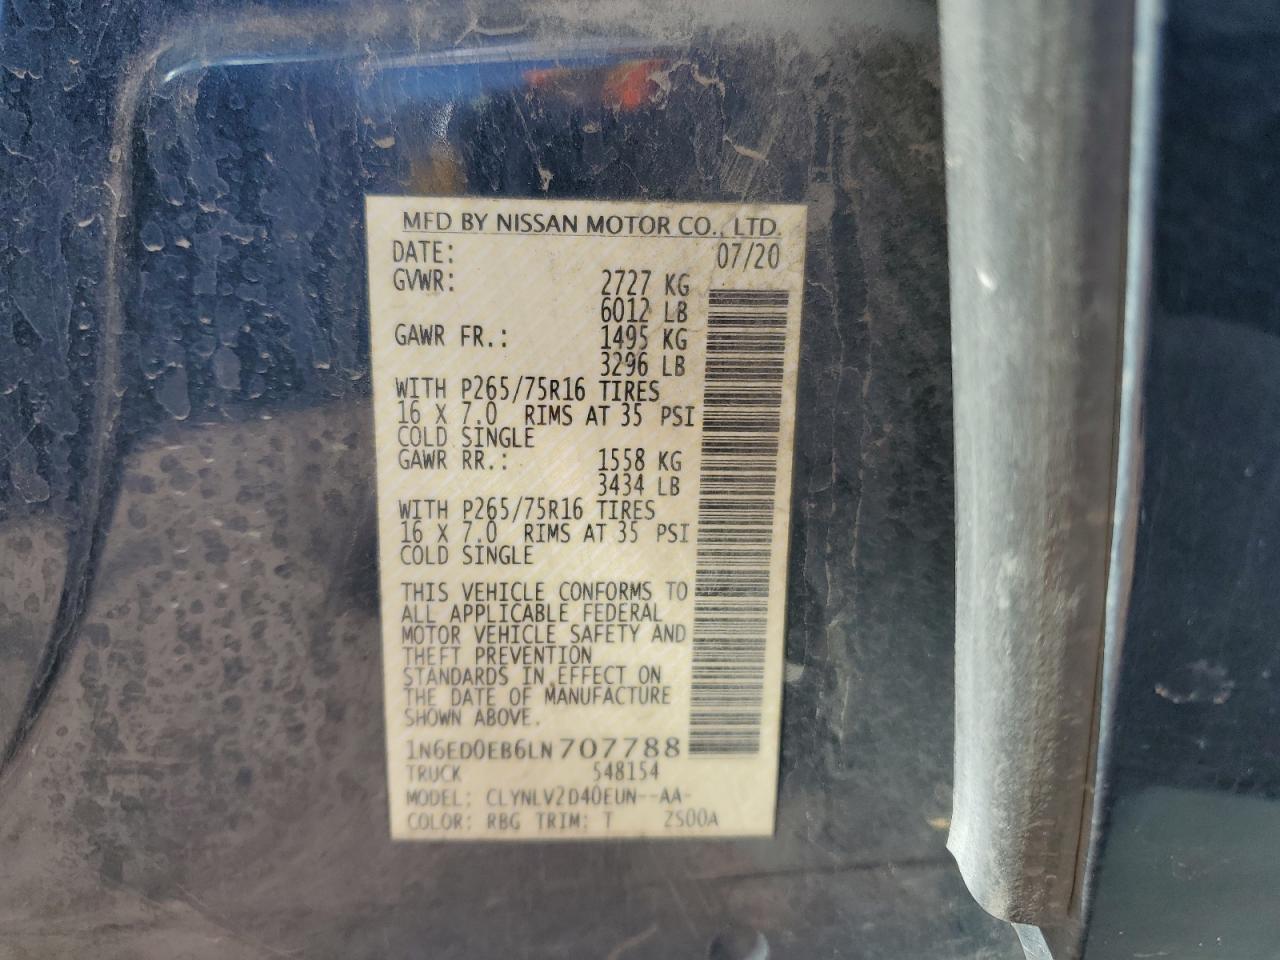 MFD BY NISSAN MOTOR CO., LTD.
DATE: 07/20
GVWR: 2727 KG
6012 LB
GAWR FR.: 1495 KG
3296 LB
WITH P265/75R16 TIRES
16 X 7.0 RIMS AT 35 PSI
COLD SINGLE
GAWR RR.: 1558 KG
3434 LB
WITH P265/75R16 TIRES
16 X 7.0 RIMS AT 35 PSI
COLD SINGLE
THIS VEHICLE CONFORMS TO
ALL APPLICABLE FEDERAL
MOTOR VEHICLE SAFETY AND
THEFT PREVENTION
STANDARDS IN EFFECT ON
THE DATE OF MANUFACTURE
SHOWN ABOVE.
1N6ED0EB6LN707788
TRUCK 548154
MODEL: CLYNLV2D40EUN--AA-
COLOR: RBG TRIM: T ZS00A